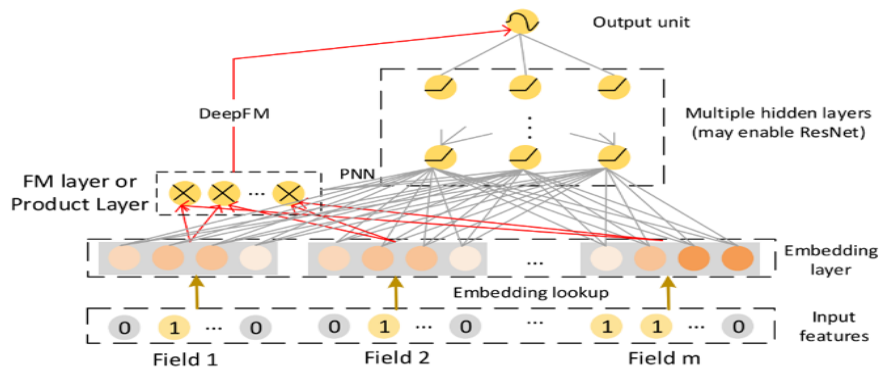 Output unit
Multiple hidden layers
(may enable ResNet)
DeepFM
PNN
FM layer or
Product Layer
...
...
Embedding
layer
Embedding lookup
0 1 ... 0 0 1 ... 0 ... 1 1 ... 0
Input
features
Field 1 Field 2 Field m